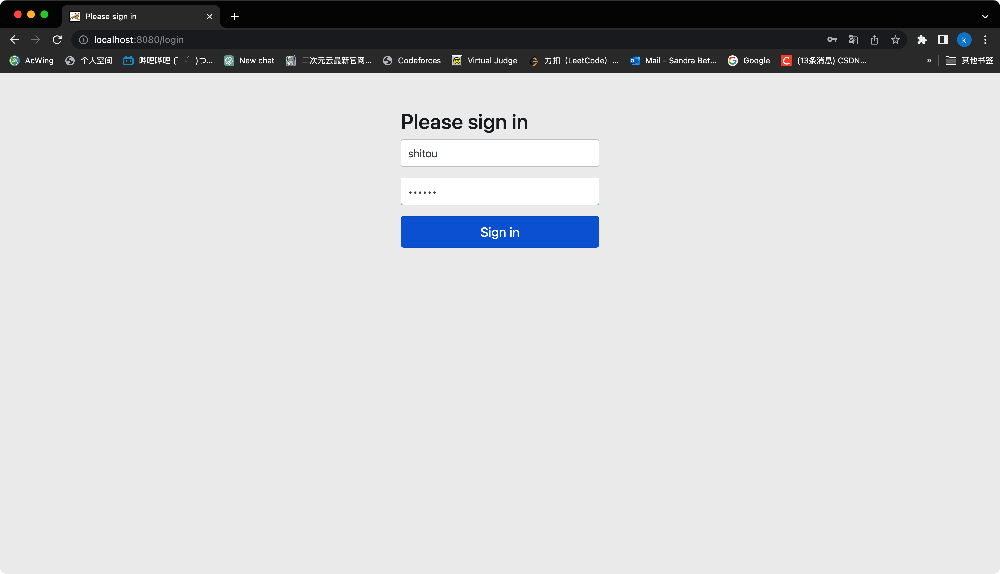 Please sign in
localhost:8080/login
k
AcWing
个人空间
哔哩哔哩 (゜-゜)つ...
New chat
二次元云最新官网...
Codeforces
Virtual Judge
力扣（LeetCode）...
Mail - Sandra Bet...
Google
(13条消息) CSDN...
»
其他书签
Please sign in
shitou
••••••
Sign in